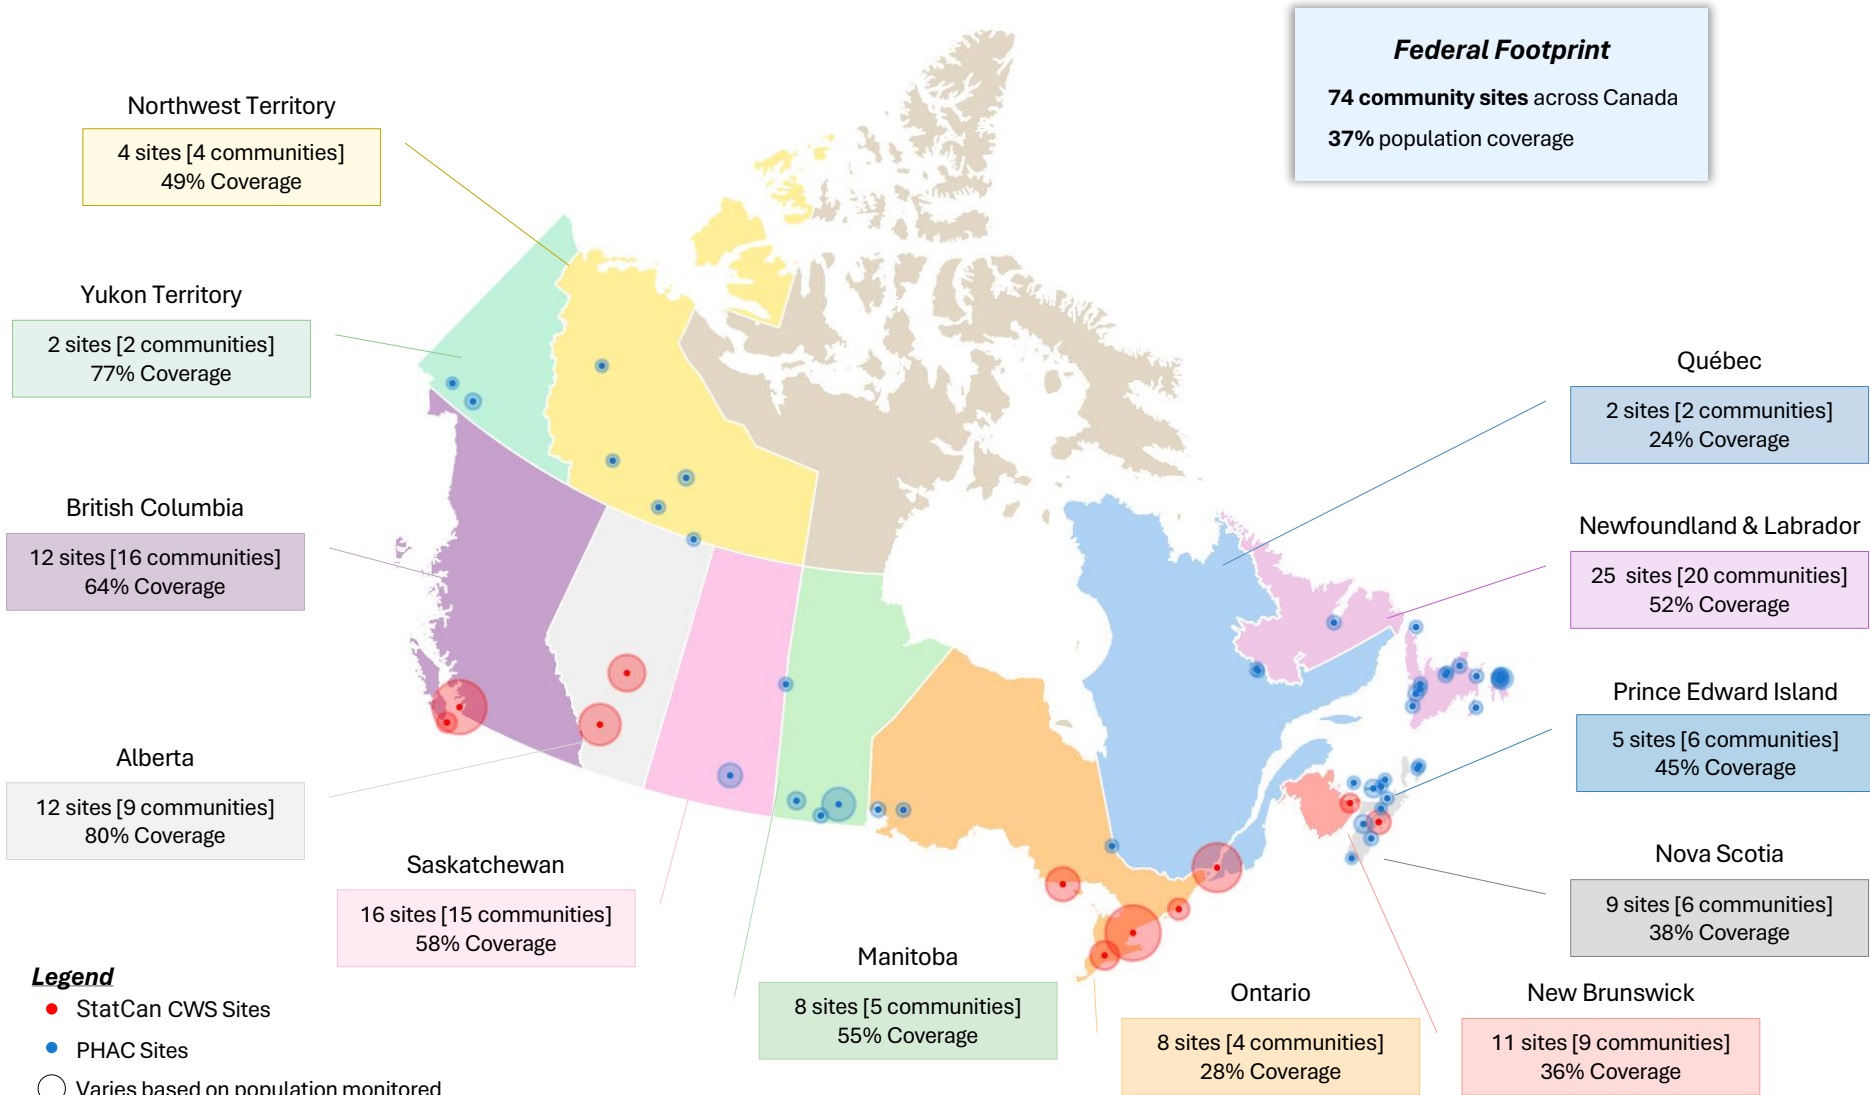 Federal Footprint
74 community sites across Canada
37% population coverage
Northwest Territory
4 sites [4 communities]
49% Coverage
Yukon Territory
2 sites [2 communities]
77% Coverage
British Columbia
12 sites [16 communities]
64% Coverage
Alberta
12 sites [9 communities]
80% Coverage
Saskatchewan
16 sites [15 communities]
58% Coverage
Manitoba
8 sites [5 communities]
55% Coverage
Ontario
8 sites [4 communities]
28% Coverage
New Brunswick
11 sites [9 communities]
36% Coverage
Québec
2 sites [2 communities]
24% Coverage
Newfoundland & Labrador
25 sites [20 communities]
52% Coverage
Prince Edward Island
5 sites [6 communities]
45% Coverage
Nova Scotia
9 sites [6 communities]
38% Coverage
Legend
StatCan CWS Sites
PHAC Sites
Varies based on population monitored